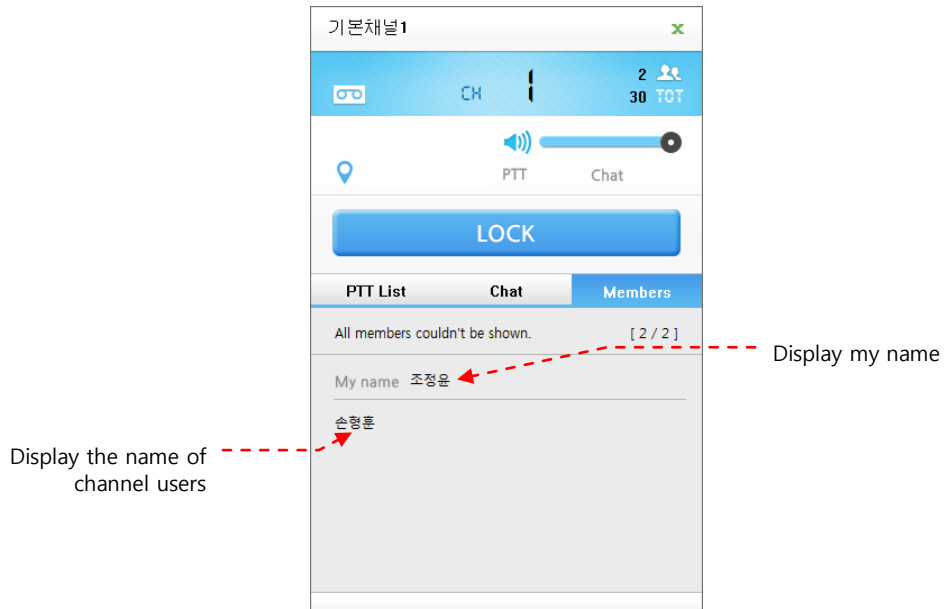 기본채널1 x
2
CH 1
30 TOT
PTT Chat
LOCK
PTT List Chat Members
All members couldn't be shown. [ 2 / 2 ]
Display my name
My name 조정윤
손형훈
Display the name of
channel users